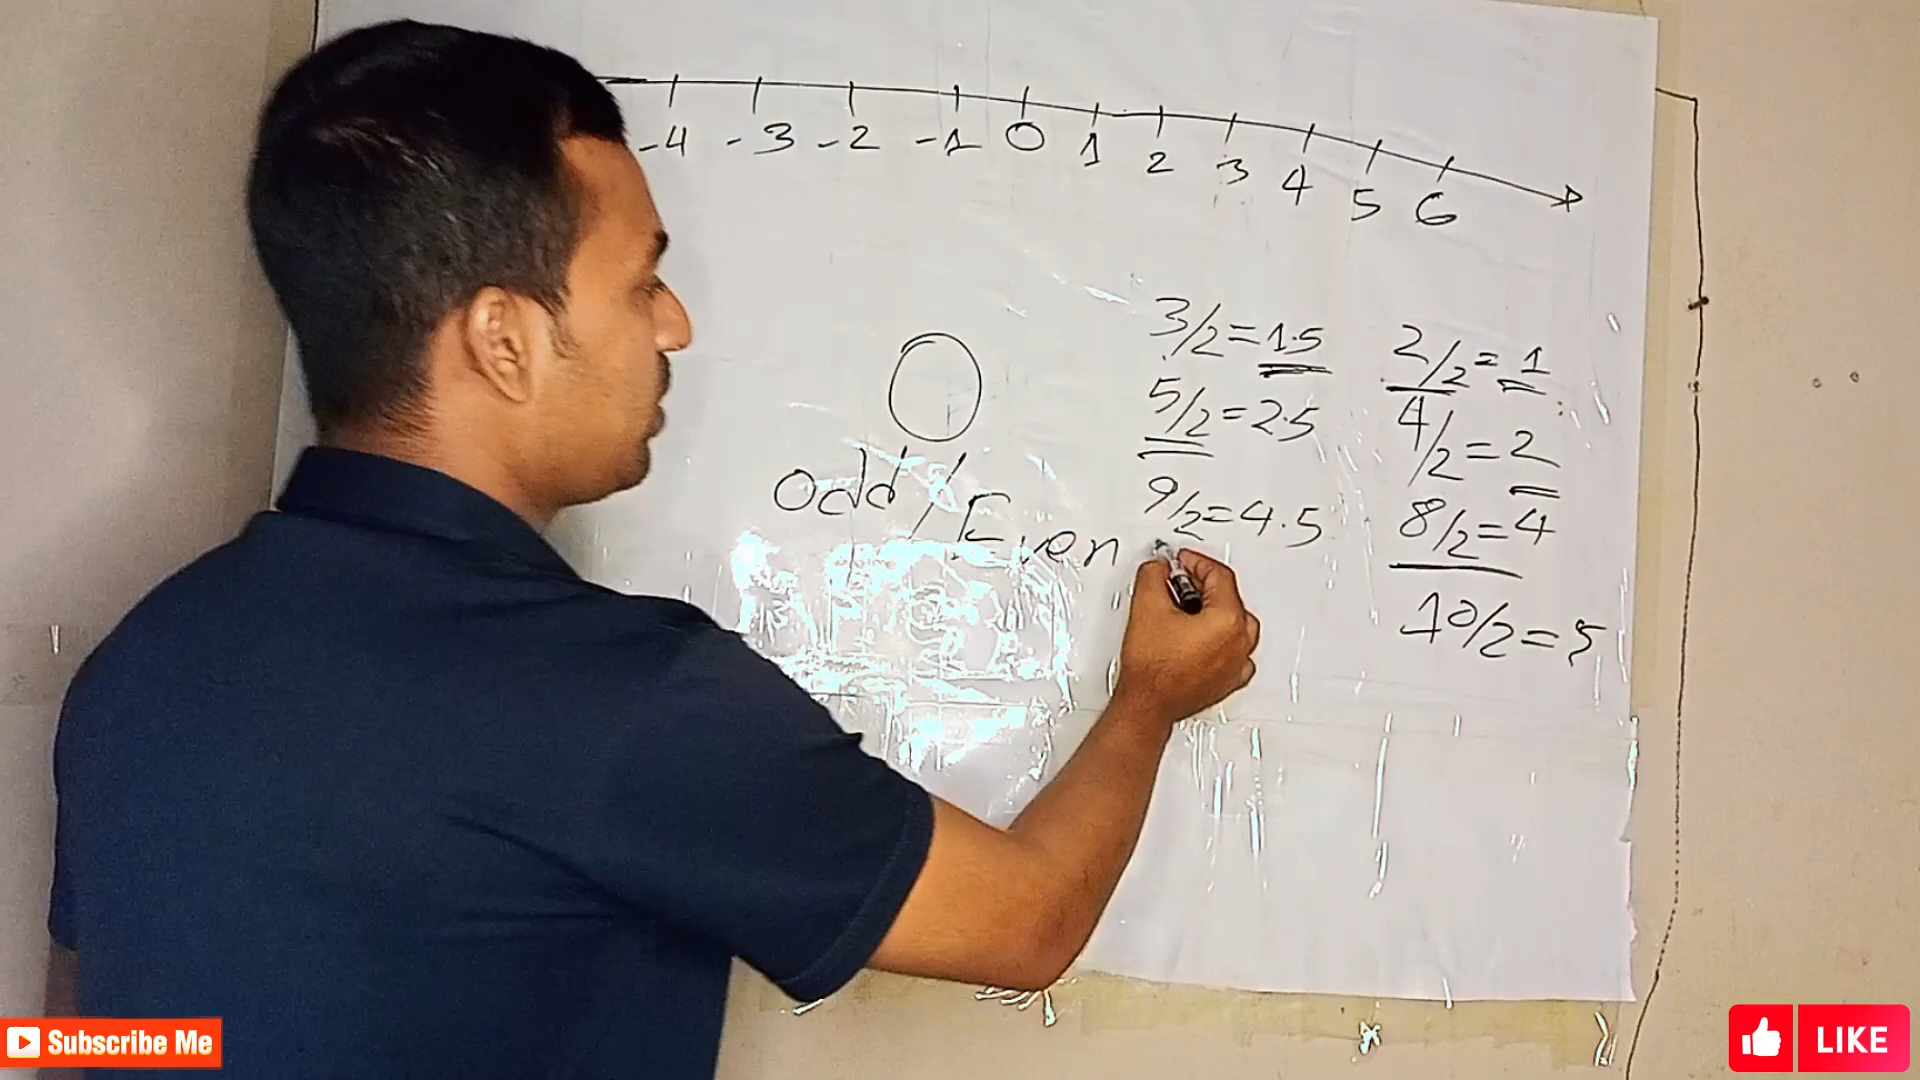 -4 -3 -2 -1 0 1 2 3 4 5 6
0
odd / Even
3/2 = 1.5
5/2 = 2.5
9/2 = 4.5
2/2 = 1
4/2 = 2
8/2 = 4
10/2 = 5
Subscribe Me
LIKE